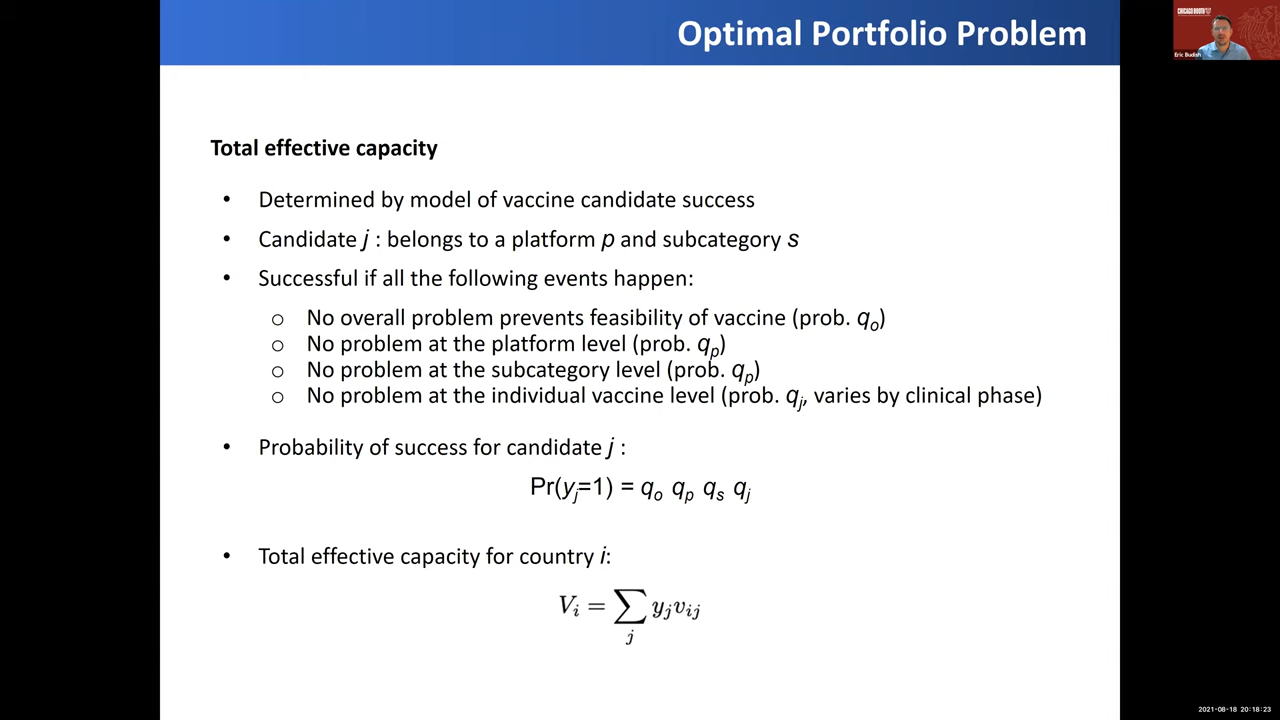 Optimal Portfolio Problem
CHICAGO BOOTH
Eric Budish
Total effective capacity
• Determined by model of vaccine candidate success
• Candidate j : belongs to a platform p and subcategory s
• Successful if all the following events happen:
o No overall problem prevents feasibility of vaccine (prob. qo)
o No problem at the platform level (prob. qp)
o No problem at the subcategory level (prob. qp)
o No problem at the individual vaccine level (prob. qj, varies by clinical phase)
• Probability of success for candidate j :
Pr(yj=1) = qo qp qs qj
• Total effective capacity for country i:
Vi = ∑j yjvij
2021-08-18 20:18:23